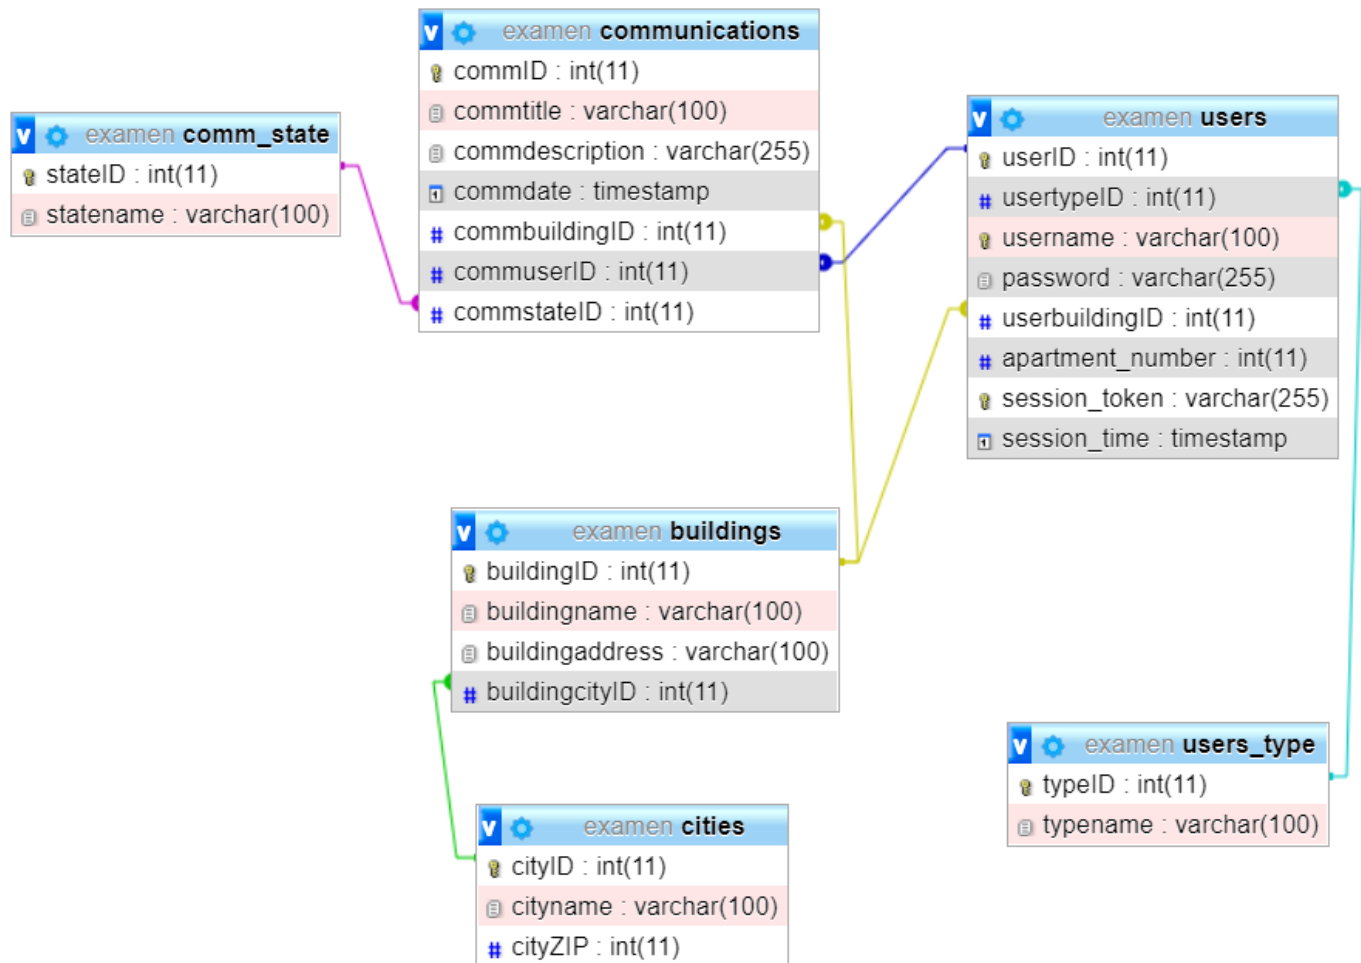 examen communications
commID : int(11)
commtitle : varchar(100)
commdescription : varchar(255)
commdate : timestamp
commbuildingID : int(11)
commuserID : int(11)
commstateID : int(11)
examen comm_state
stateID : int(11)
statename : varchar(100)
examen users
userID : int(11)
usertypeID : int(11)
username : varchar(100)
password : varchar(255)
userbuildingID : int(11)
apartment_number : int(11)
session_token : varchar(255)
session_time : timestamp
examen buildings
buildingID : int(11)
buildingname : varchar(100)
buildingaddress : varchar(100)
buildingcityID : int(11)
examen users_type
typeID : int(11)
typename : varchar(100)
examen cities
cityID : int(11)
cityname : varchar(100)
cityZIP : int(11)